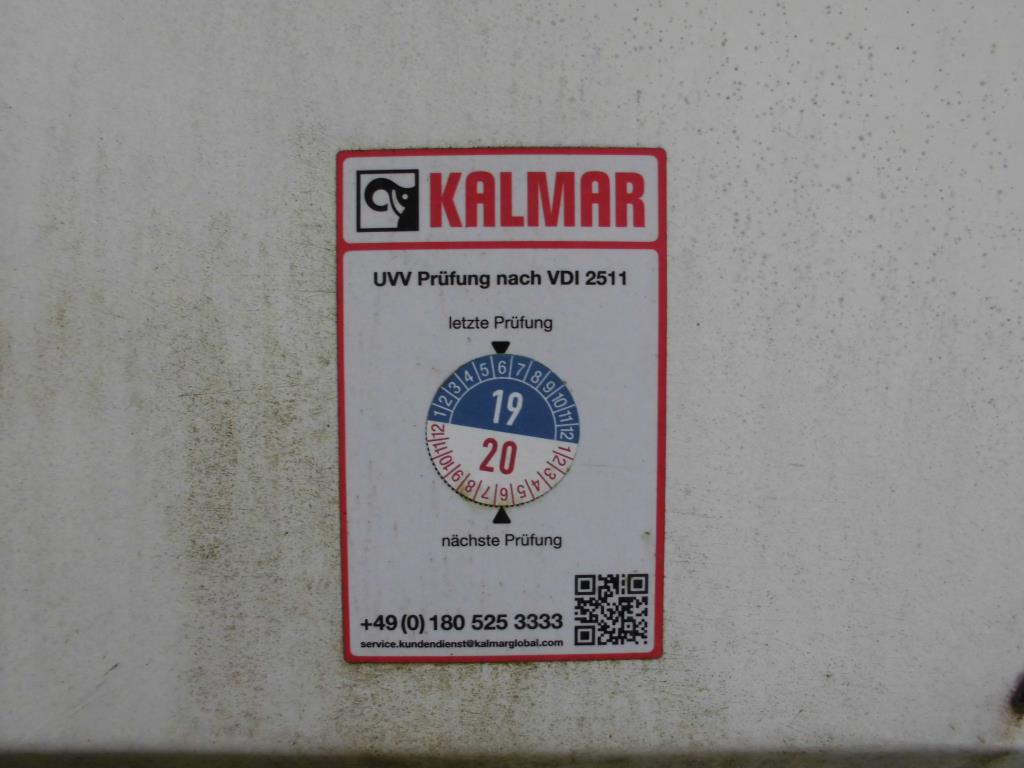 KALMAR
UVV Prüfung nach VDI 2511
letzte Prüfung
1 2 3 4 5 6 7 8 9 10 11 12
19
20
1 2 3 4 5 6 7 8 9 10 11 12
nächste Prüfung
+49 (0) 180 525 3333
service.kundendienst@kalmarglobal.com